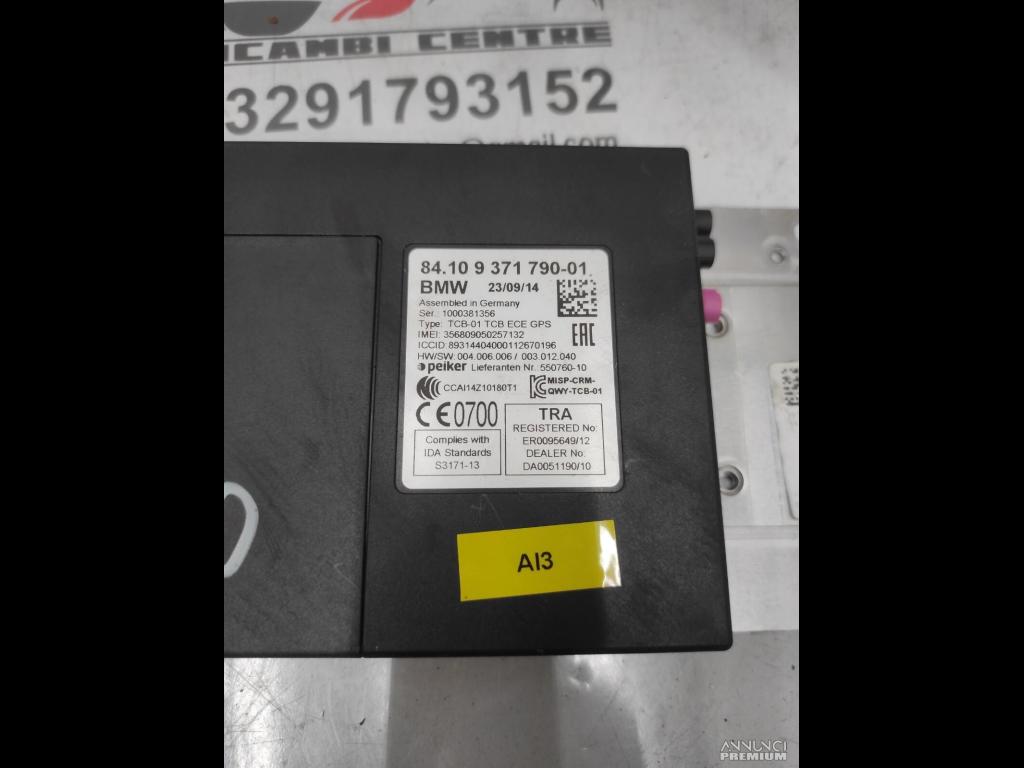 ICAMBI CENTRE
3291793152
@gmail.com
84.10 9 371 790-01
BMW 23/09/14
Assembled in Germany
Ser.: 1000381356
Type: TCB-01 TCB ECE GPS
IMEI: 356809050257132
ICCID: 89314404000112670196
HW/SW: 004.006.006 / 003.012.040
peiker Lieferanten Nr. 550760-10
EAC
CCAI14Z10180T1
MISP-CRM-
QWY-TCB-01
CE0700
Complies with
IDA Standards
S3171-13
TRA
REGISTERED No:
ER0095649/12
DEALER No:
DA0051190/10
AI3
ANNUNCI
PREMIUM